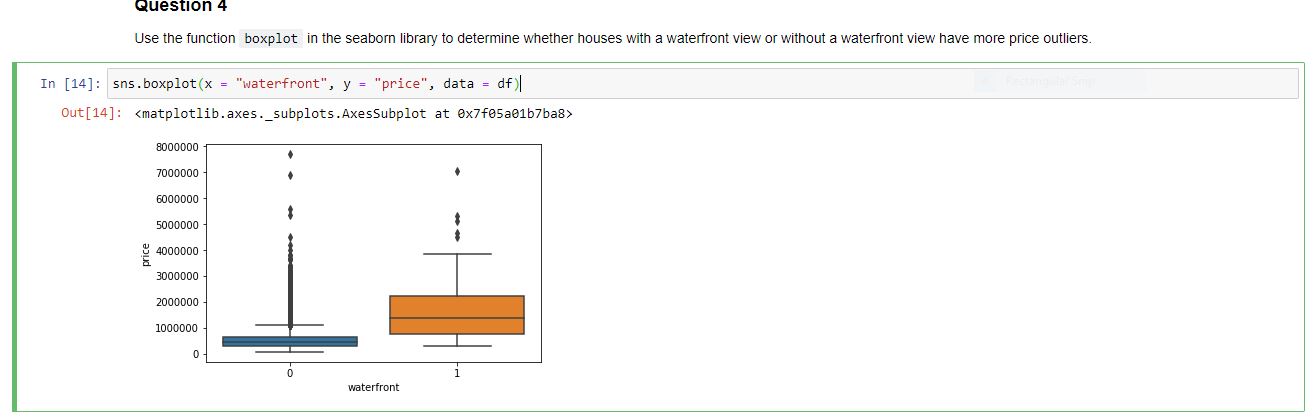 Question 4
Use the function boxplot in the seaborn library to determine whether houses with a waterfront view or without a waterfront view have more price outliers.
In [14]: sns.boxplot(x = "waterfront", y = "price", data = df)
Rectangular Snip
Out[14]: <matplotlib.axes._subplots.AxesSubplot at 0x7f05a01b7ba8>
8000000
7000000
6000000
5000000
4000000
3000000
2000000
1000000
0
price
0 1
waterfront